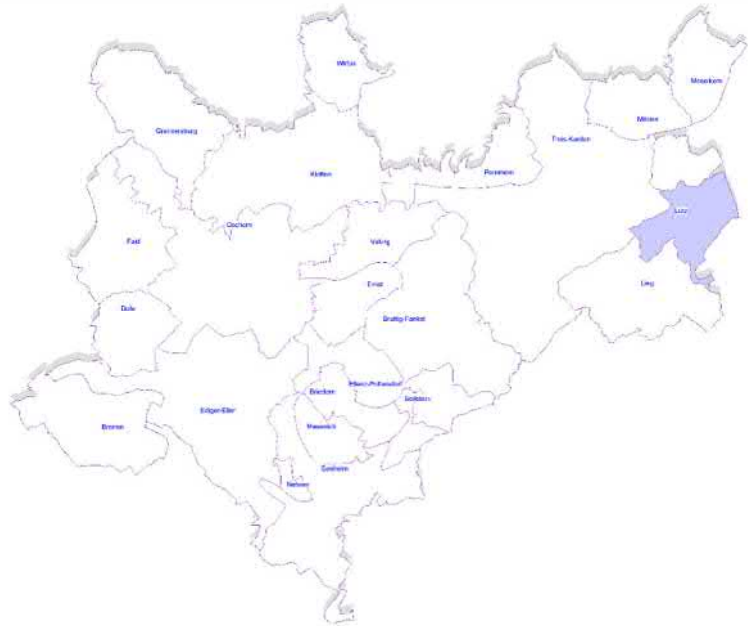 Wirfus
Moselkern
Müden
Greimersburg
Treis-Karden
Klotten
Pommern
Lütz
Cochem
Faid
Valwig
Lieg
Ernst
Dohr
Bruttig-Fankel
Ellenz-Poltersdorf
Briedern
Beilstein
Ediger-Eller
Bremm
Mesenich
Senheim
Nehren